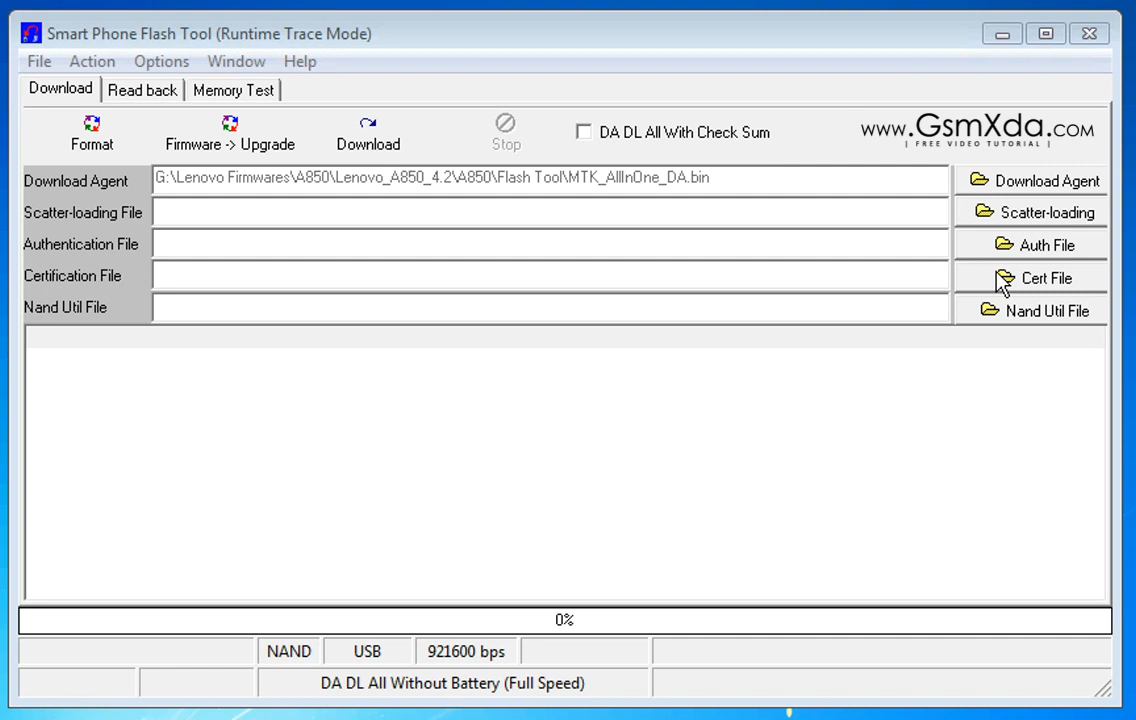 Smart Phone Flash Tool (Runtime Trace Mode)
File Action Options Window Help
Download Read back Memory Test
Format Firmware -> Upgrade Download Stop DA DL All With Check Sum
www.GsmXda.com
| FREE VIDEO TUTORIAL |
Download Agent G:\Lenovo Firmwares\A850\Lenovo_A850_4.2\A850\Flash Tool\MTK_AllInOne_DA.bin Download Agent
Scatter-loading File Scatter-loading
Authentication File Auth File
Certification File Cert File
Nand Util File Nand Util File
0%
NAND USB 921600 bps
DA DL All Without Battery (Full Speed)